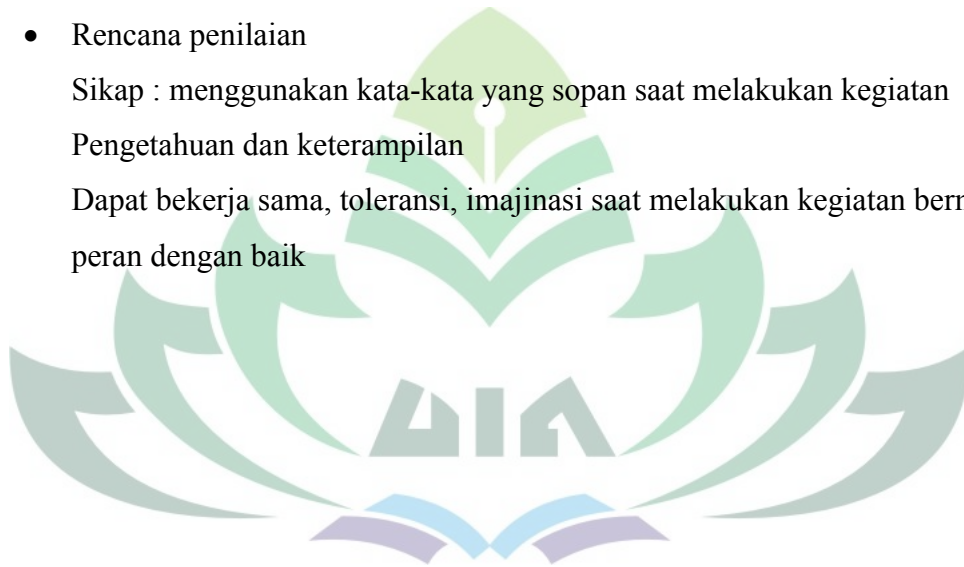 • Rencana penilaian
Sikap : menggunakan kata-kata yang sopan saat melakukan kegiatan
Pengetahuan dan keterampilan
Dapat bekerja sama, toleransi, imajinasi saat melakukan kegiatan
peran dengan baik
UIN